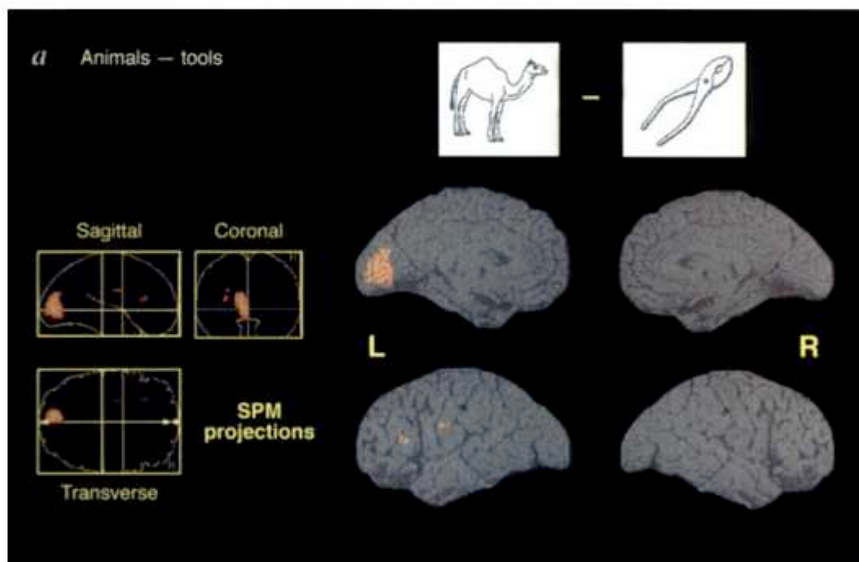 a Animals — tools
–
Sagittal Coronal
L R
SPM
projections
Transverse